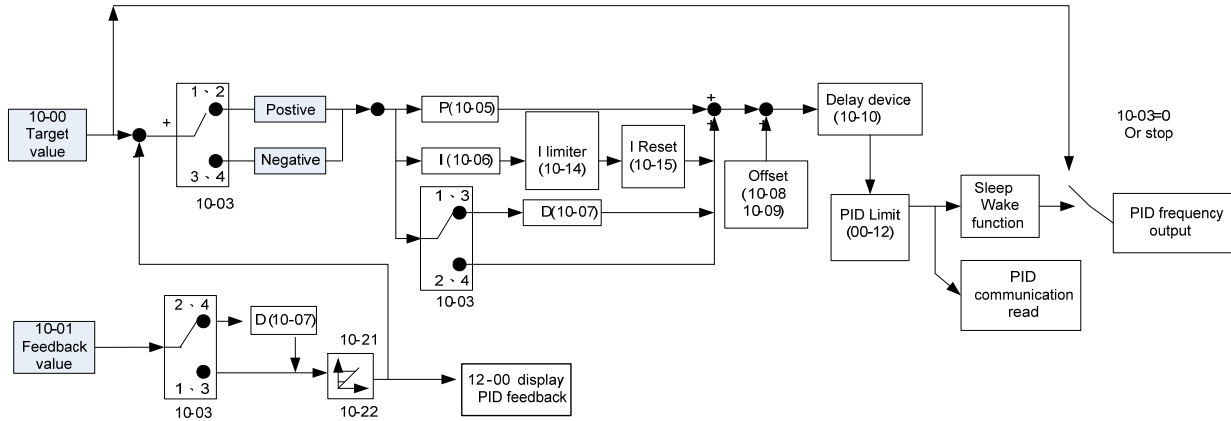 10-00
Target
value
+
-
1、2
3、4
10-03
Postive
Negative
P(10-05)
I(10-06)
I limiter
(10-14)
I Reset
(10-15)
1、3
2、4
10-03
D(10-07)
+
Offset
(10-08
10-09)
Delay device
(10-10)
PID Limit
(00-12)
Sleep
Wake
function
PID
communication
read
10-03=0
Or stop
PID frequency
output
10-01
Feedback
value
2、4
1、3
10-03
D(10-07)
10-21
10-22
12-00 display
PID feedback